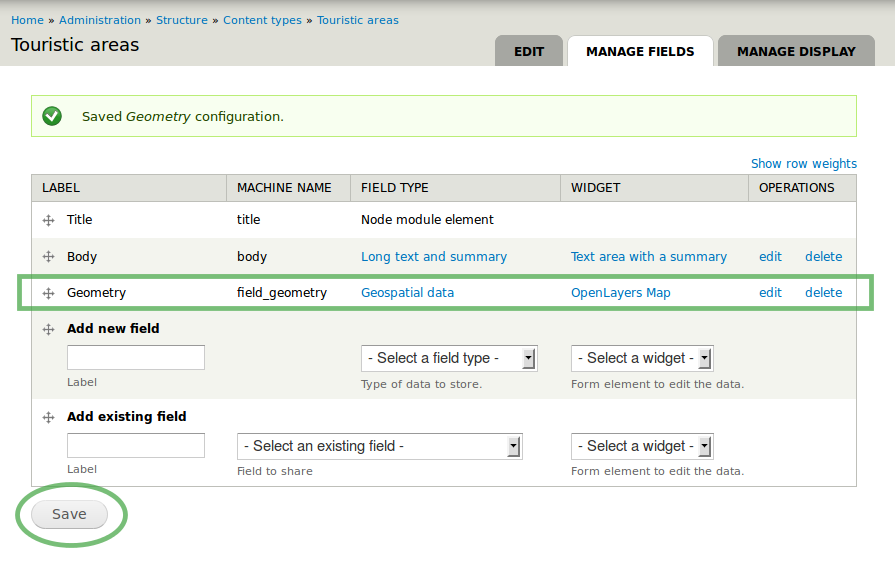 Home » Administration » Structure » Content types » Touristic areas
Touristic areas
EDIT MANAGE FIELDS MANAGE DISPLAY
Saved Geometry configuration.
Show row weights
LABEL MACHINE NAME FIELD TYPE WIDGET OPERATIONS
Title title Node module element
Body body Long text and summary Text area with a summary edit delete
Geometry field_geometry Geospatial data OpenLayers Map edit delete
Add new field
- Select a field type - - Select a widget -
Label Type of data to store. Form element to edit the data.
Add existing field
- Select an existing field - - Select a widget -
Label Field to share Form element to edit the data.
Save